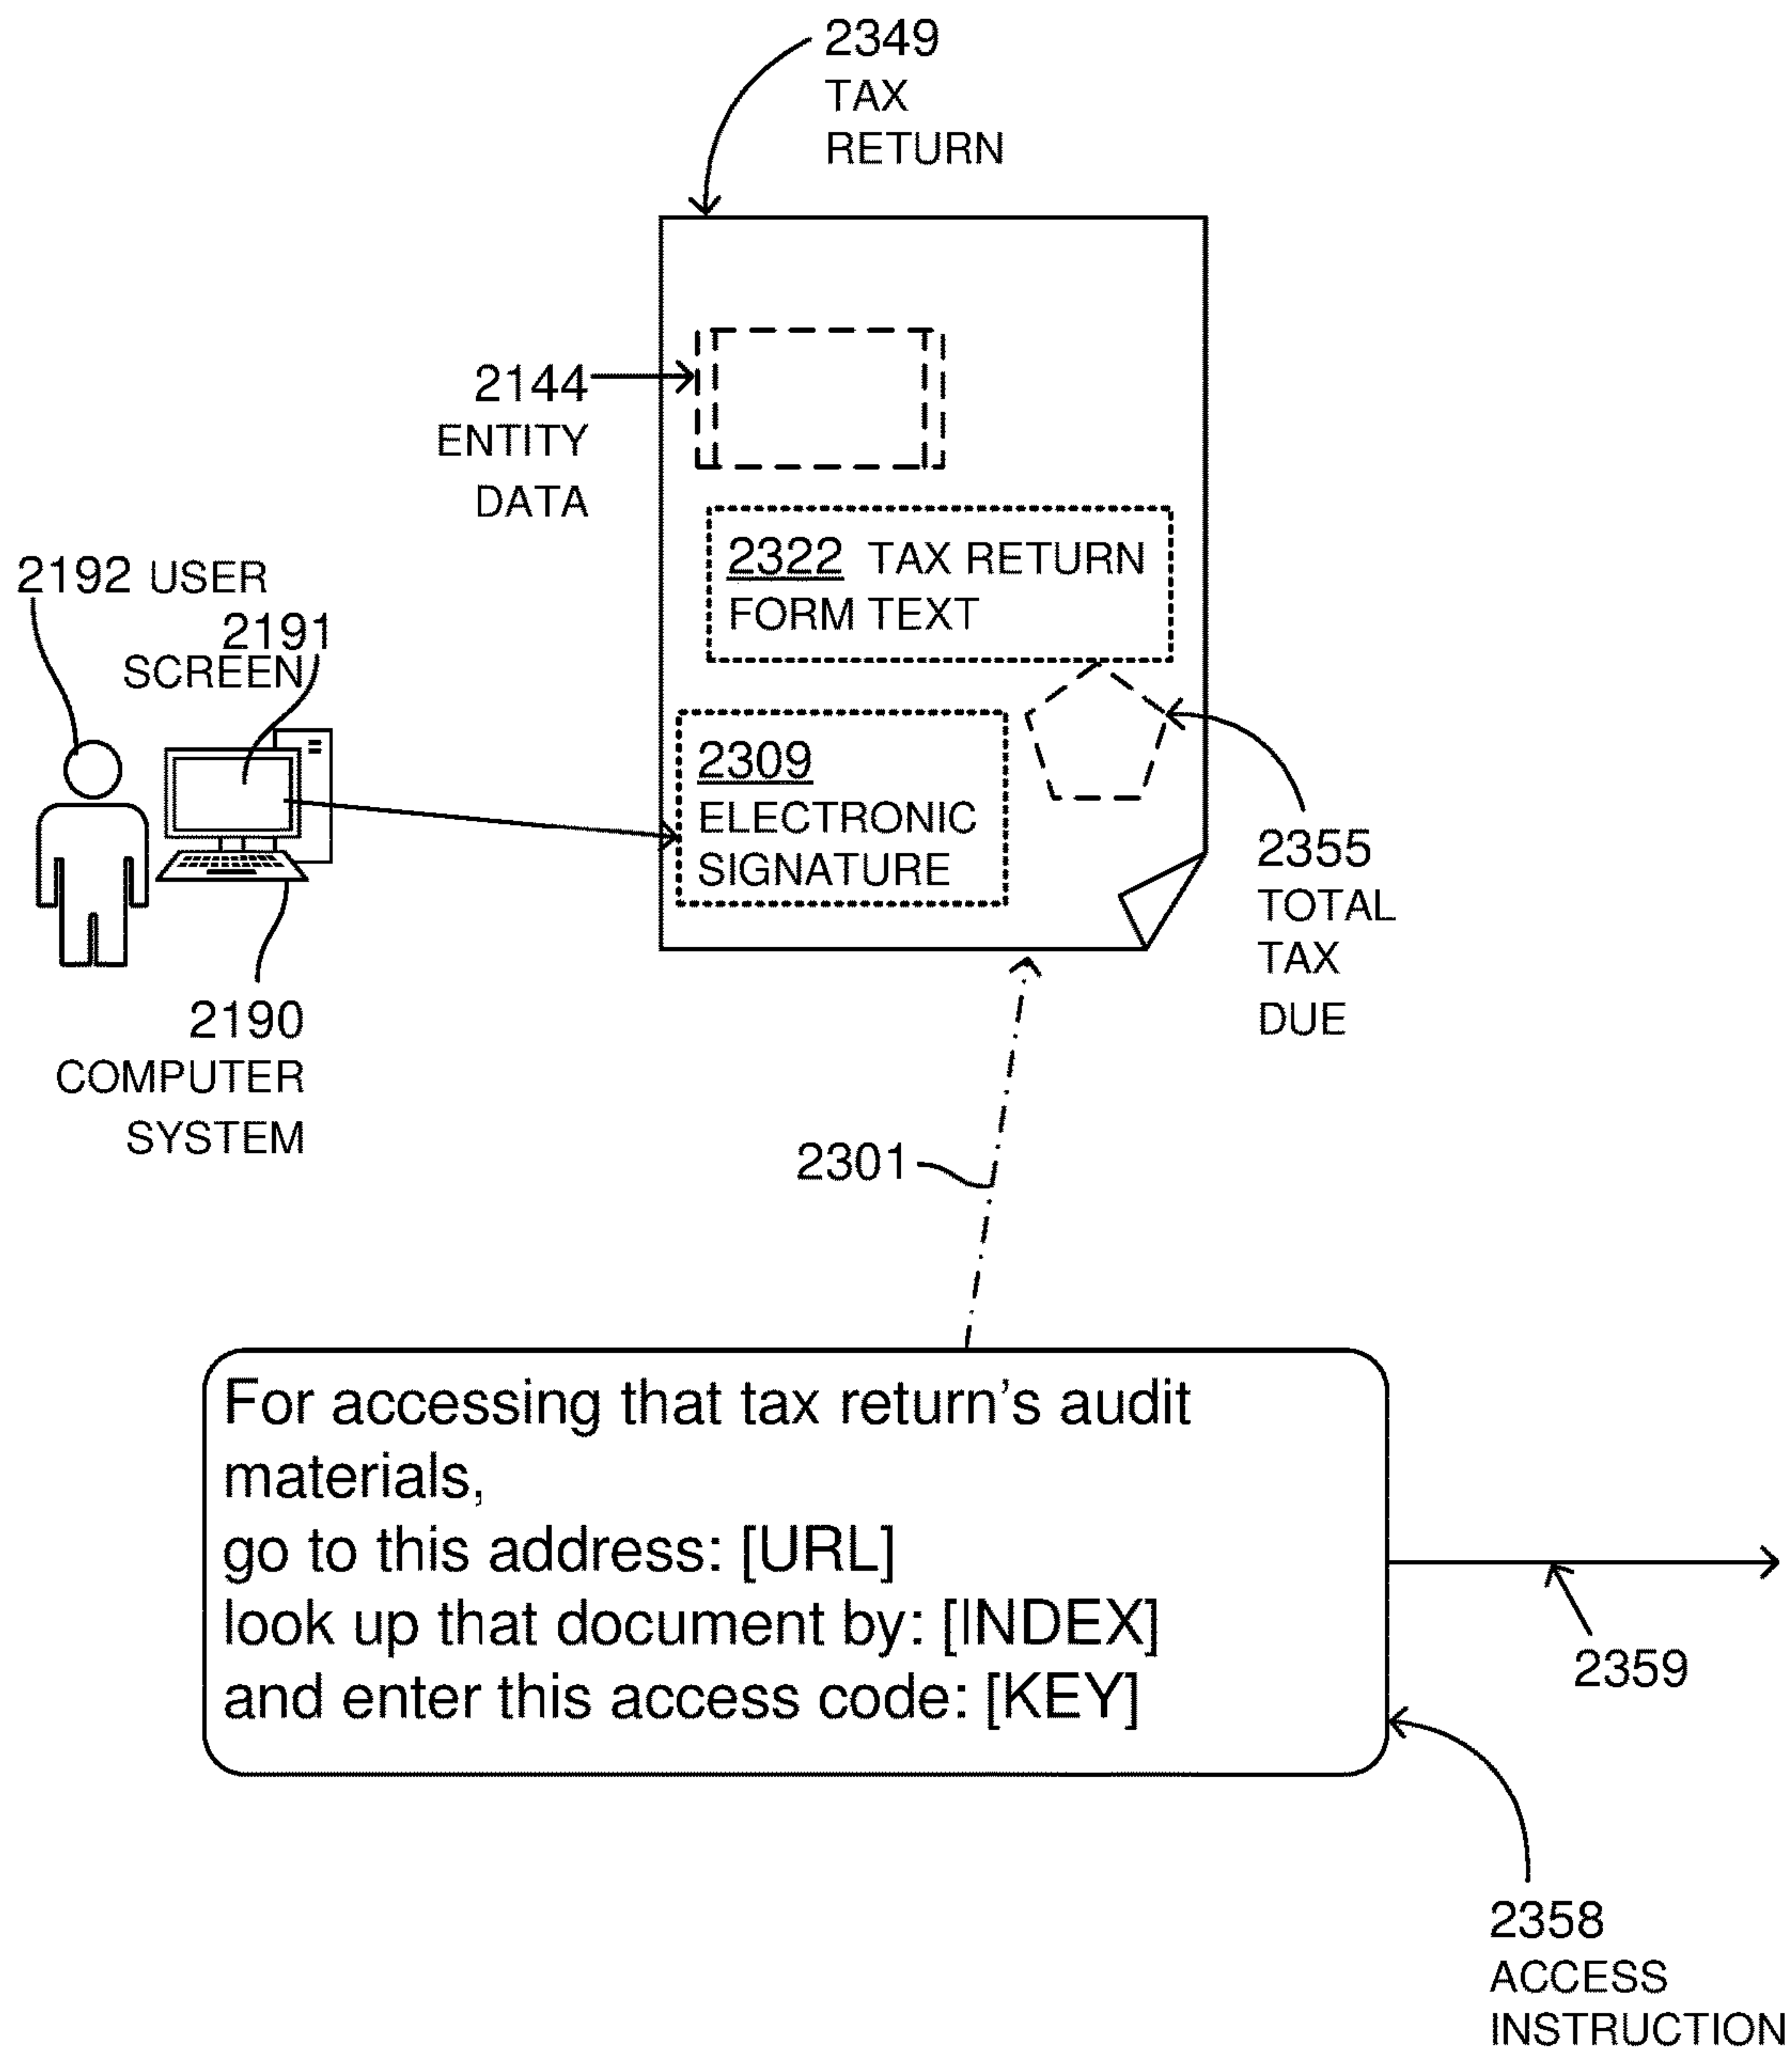 2349
TAX
RETURN
2144
ENTITY
DATA
2322 TAX RETURN
FORM TEXT
2192 USER
2191
SCREEN
2309
ELECTRONIC
SIGNATURE
2355
TOTAL
TAX
DUE
2190
COMPUTER
SYSTEM
2301
For accessing that tax return's audit
materials,
go to this address: [URL]
look up that document by: [INDEX]
and enter this access code: [KEY]
2359
2358
ACCESS
INSTRUCTION